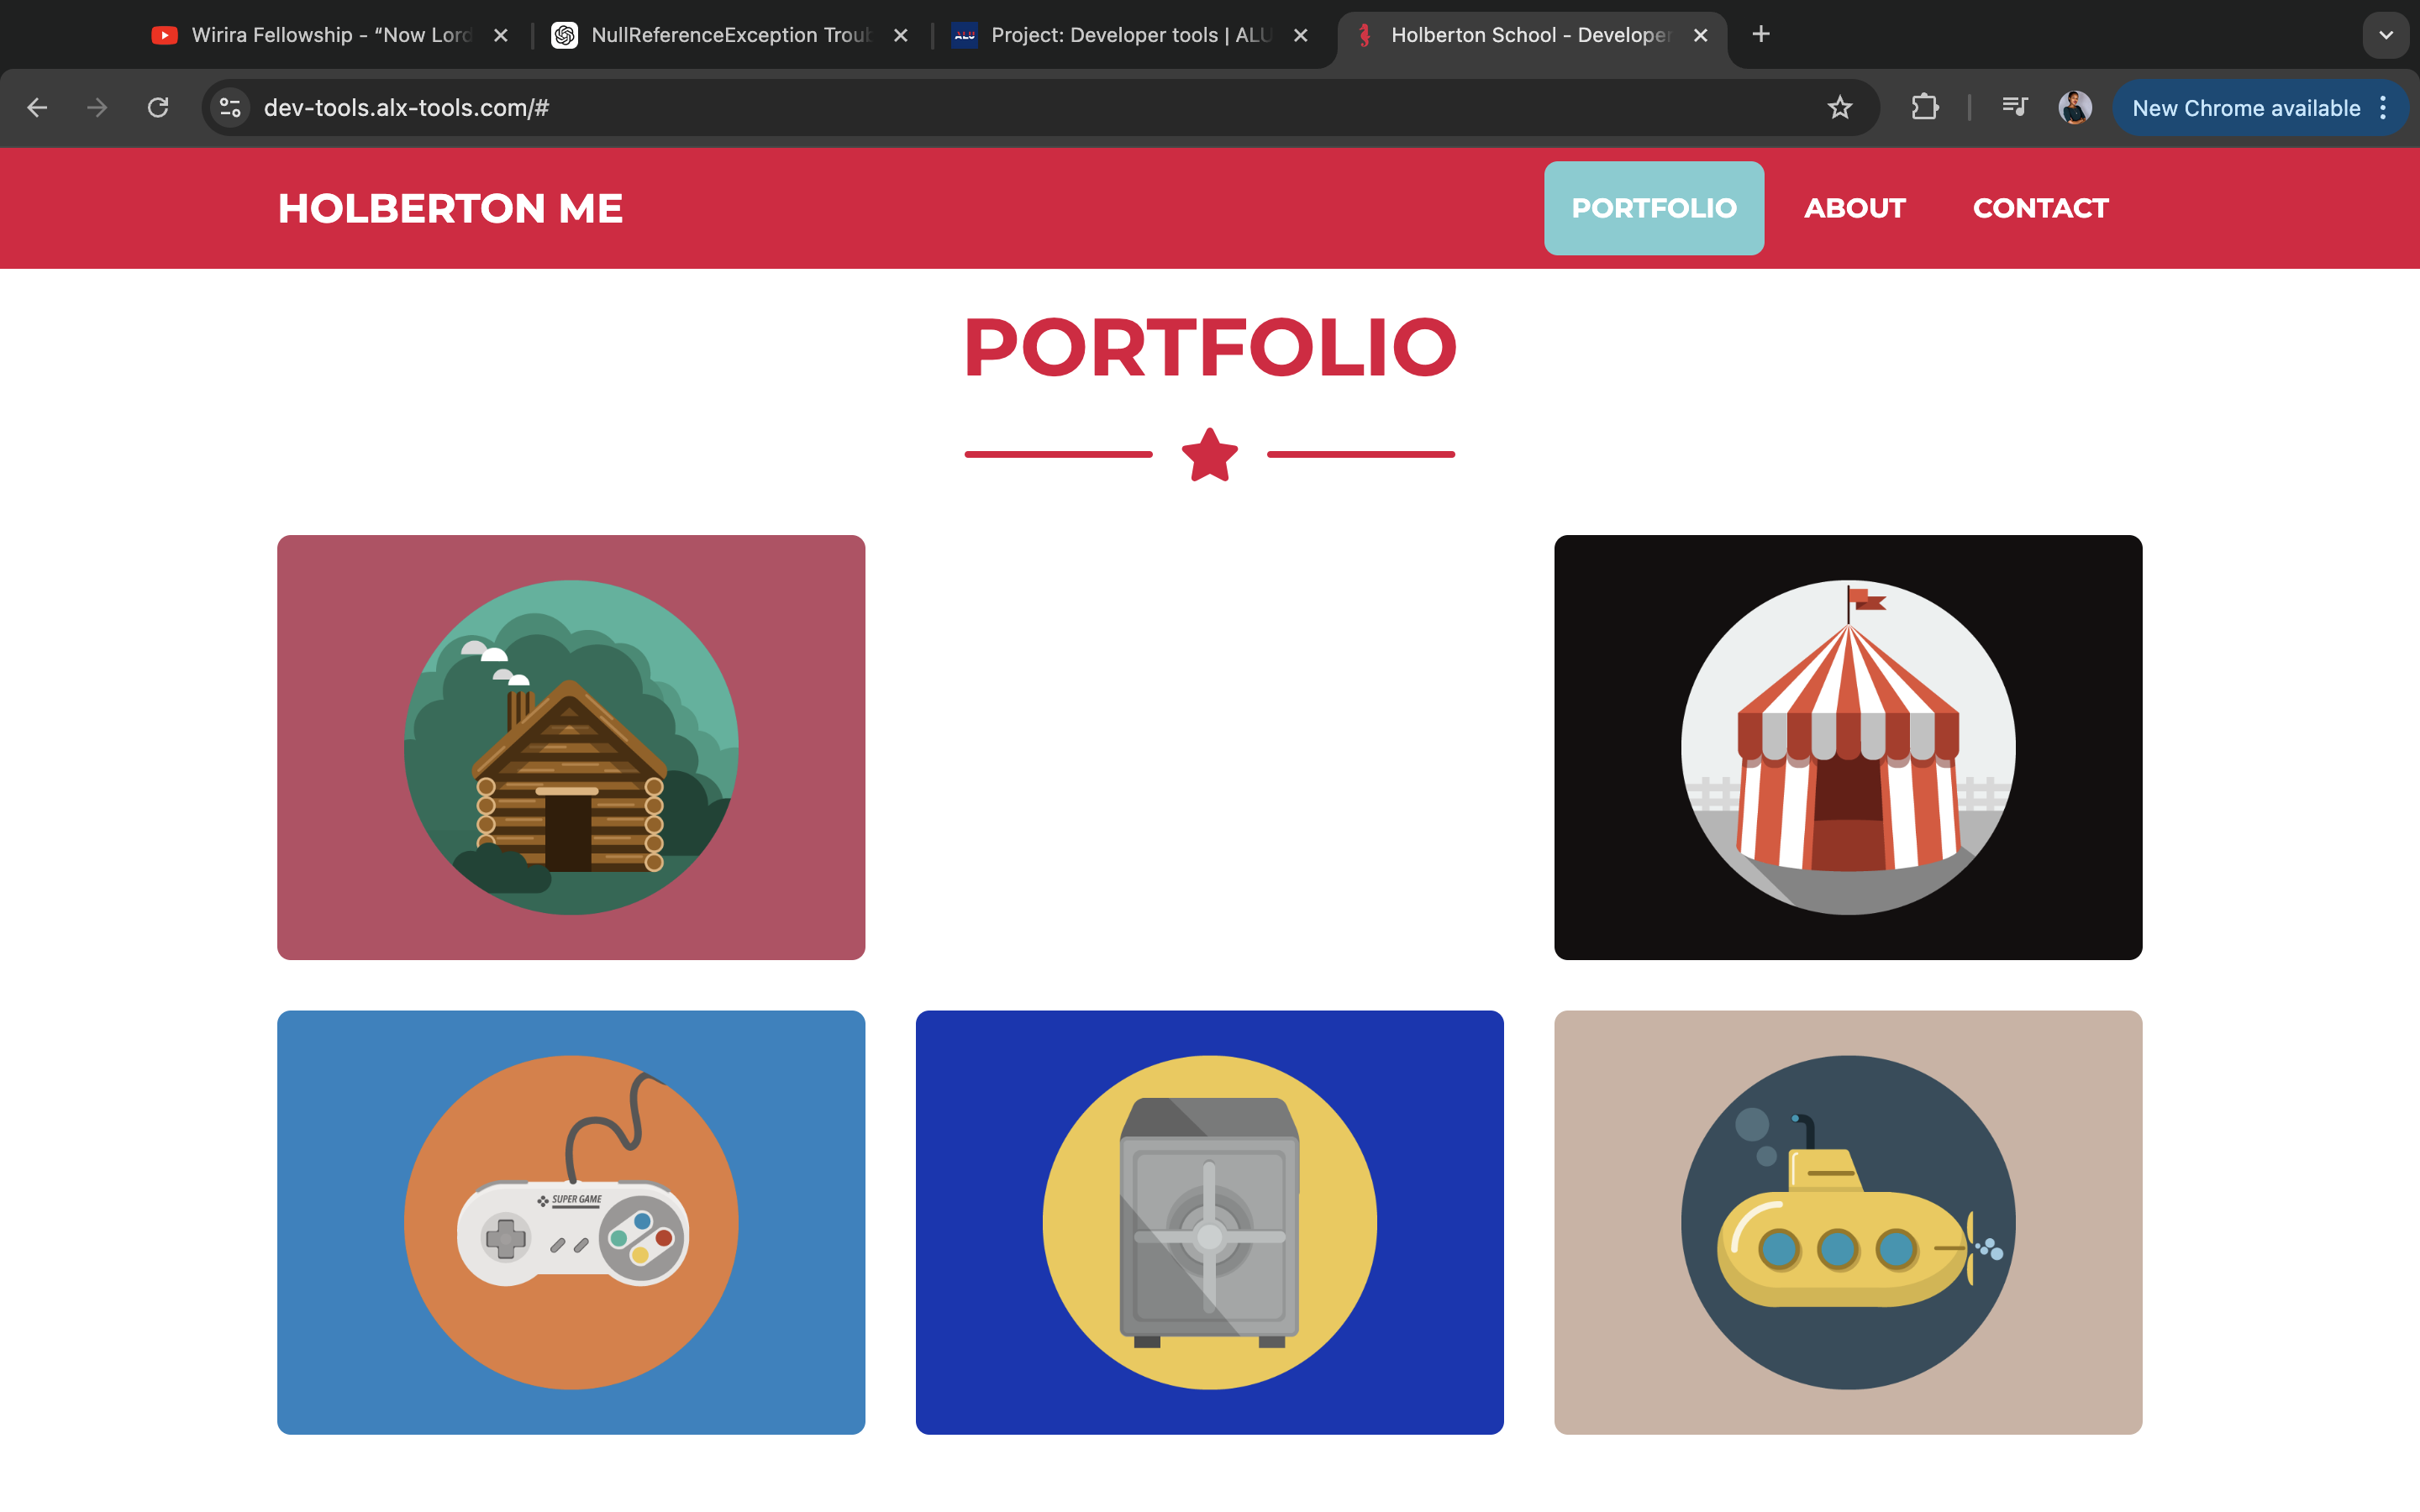 Wirira Fellowship - “Now Lord
NullReferenceException Troub
ALU Project: Developer tools | ALU
Holberton School - Developer
dev-tools.alx-tools.com/#
New Chrome available
HOLBERTON ME
PORTFOLIO
ABOUT
CONTACT
PORTFOLIO
SUPER GAME